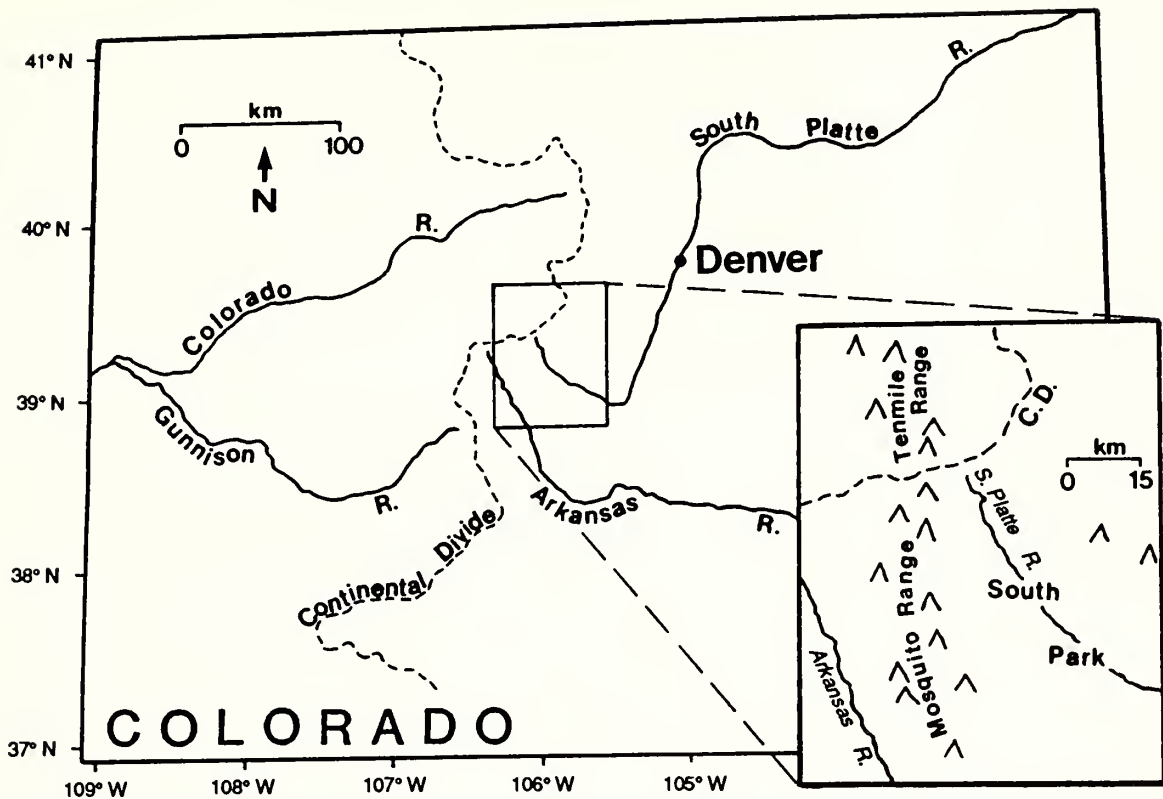 41° N
40° N
39° N
38° N
37° N
109° W
108° W
107° W
106° W
105° W
km
0 100
N
South Platte R.
Denver
Colorado R.
Gunnison R.
Arkansas R.
Continental Divide
COLORADO
Tenmile
Range
C.D.
km
0 15
S. Platte R.
South
Park
Mosquito Range
Arkansas R.